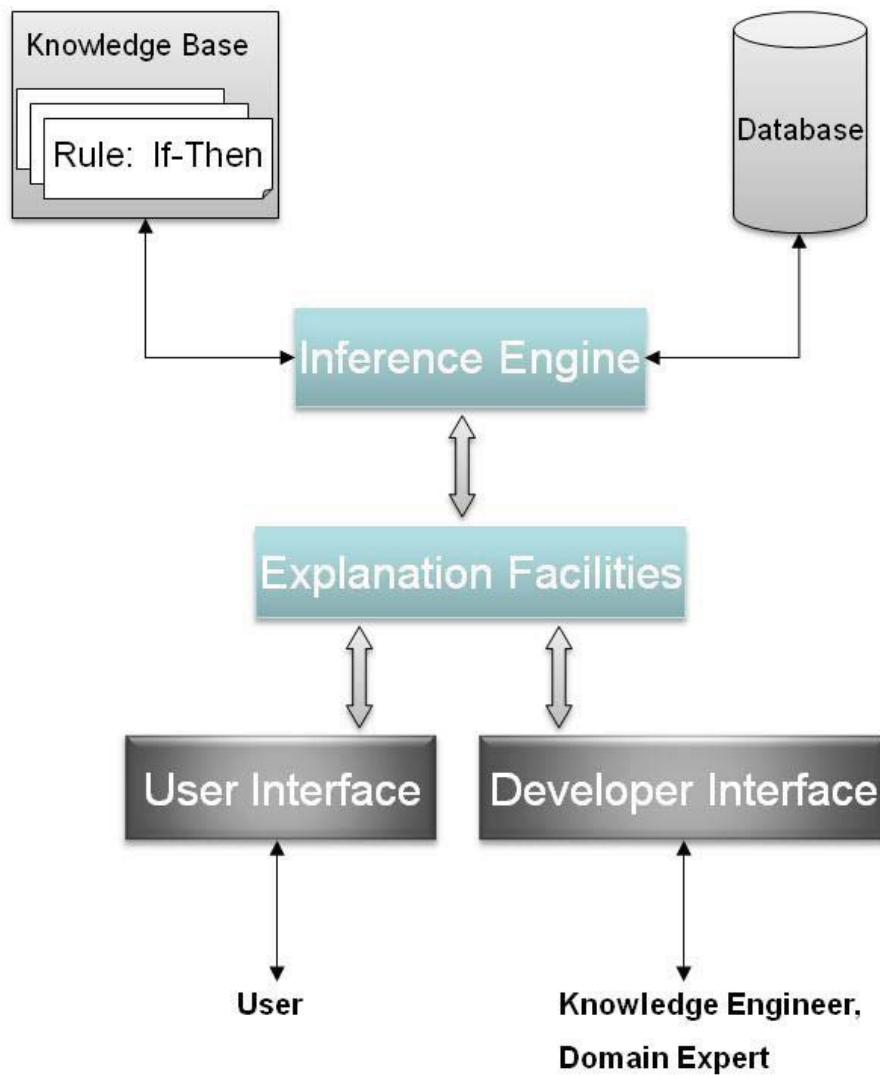 Knowledge Base
Rule: If-Then
Database
Inference Engine
Explanation Facilities
User Interface
Developer Interface
User
Knowledge Engineer,
Domain Expert